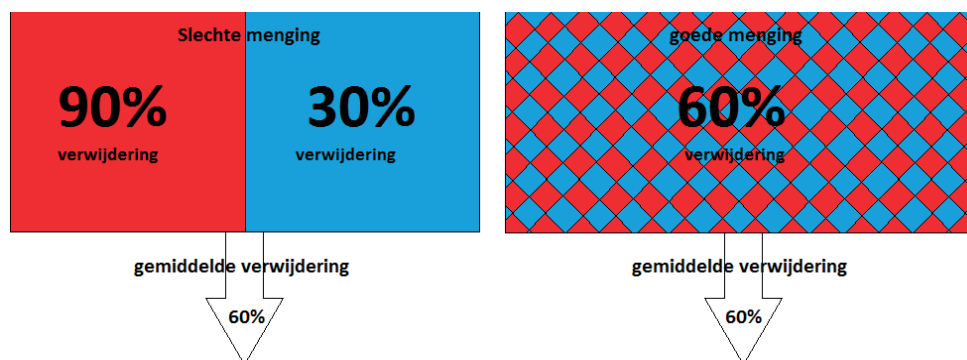 Slechte menging
90%
verwijdering
30%
verwijdering
gemiddelde verwijdering
60%
goede menging
60%
verwijdering
gemiddelde verwijdering
60%